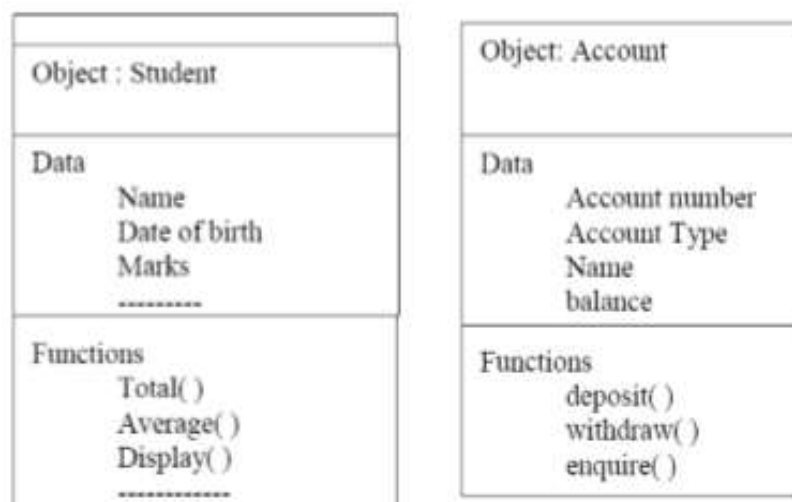 Object : Student
Data
Name
Date of birth
Marks
---------
Functions
Total( )
Average( )
Display( )
------------
Object: Account
Data
Account number
Account Type
Name
balance
Functions
deposit( )
withdraw( )
enquire( )